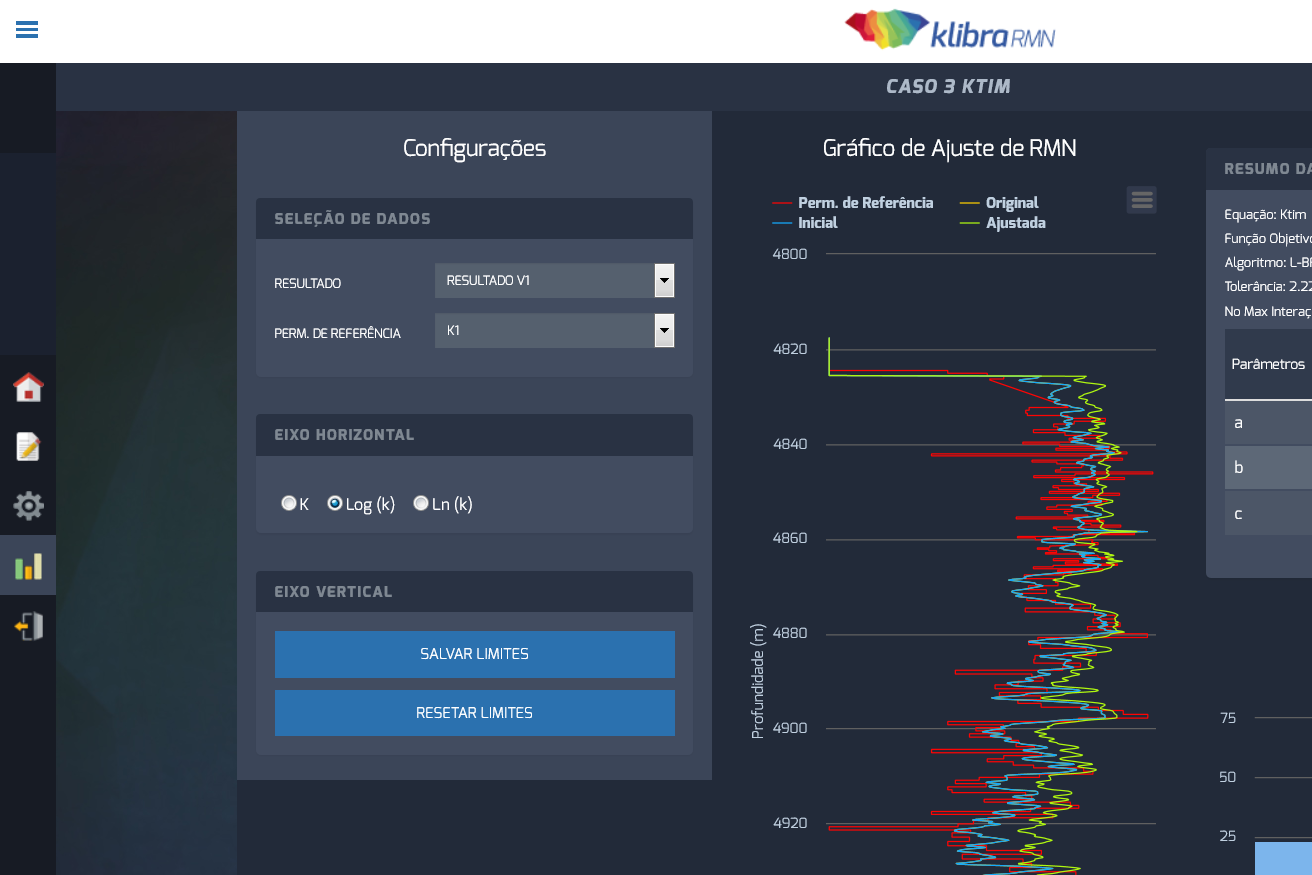 klibra RMN
CASO 3 KTIM
Configurações
SELEÇÃO DE DADOS
RESULTADO
RESULTADO V1
PERM. DE REFERÊNCIA
K1
EIXO HORIZONTAL
K
Log (k)
Ln (k)
EIXO VERTICAL
SALVAR LIMITES
RESETAR LIMITES
Gráfico de Ajuste de RMN
Perm. de Referência
Original
Inicial
Ajustada
Profundidade (m)
4800
4820
4840
4860
4880
4900
4920
RESUMO DA
Equação: Ktim
Função Objetivo
Algoritmo: L-BF
Tolerância: 2.22
No Max Interaç
Parâmetros
a
b
c
75
50
25